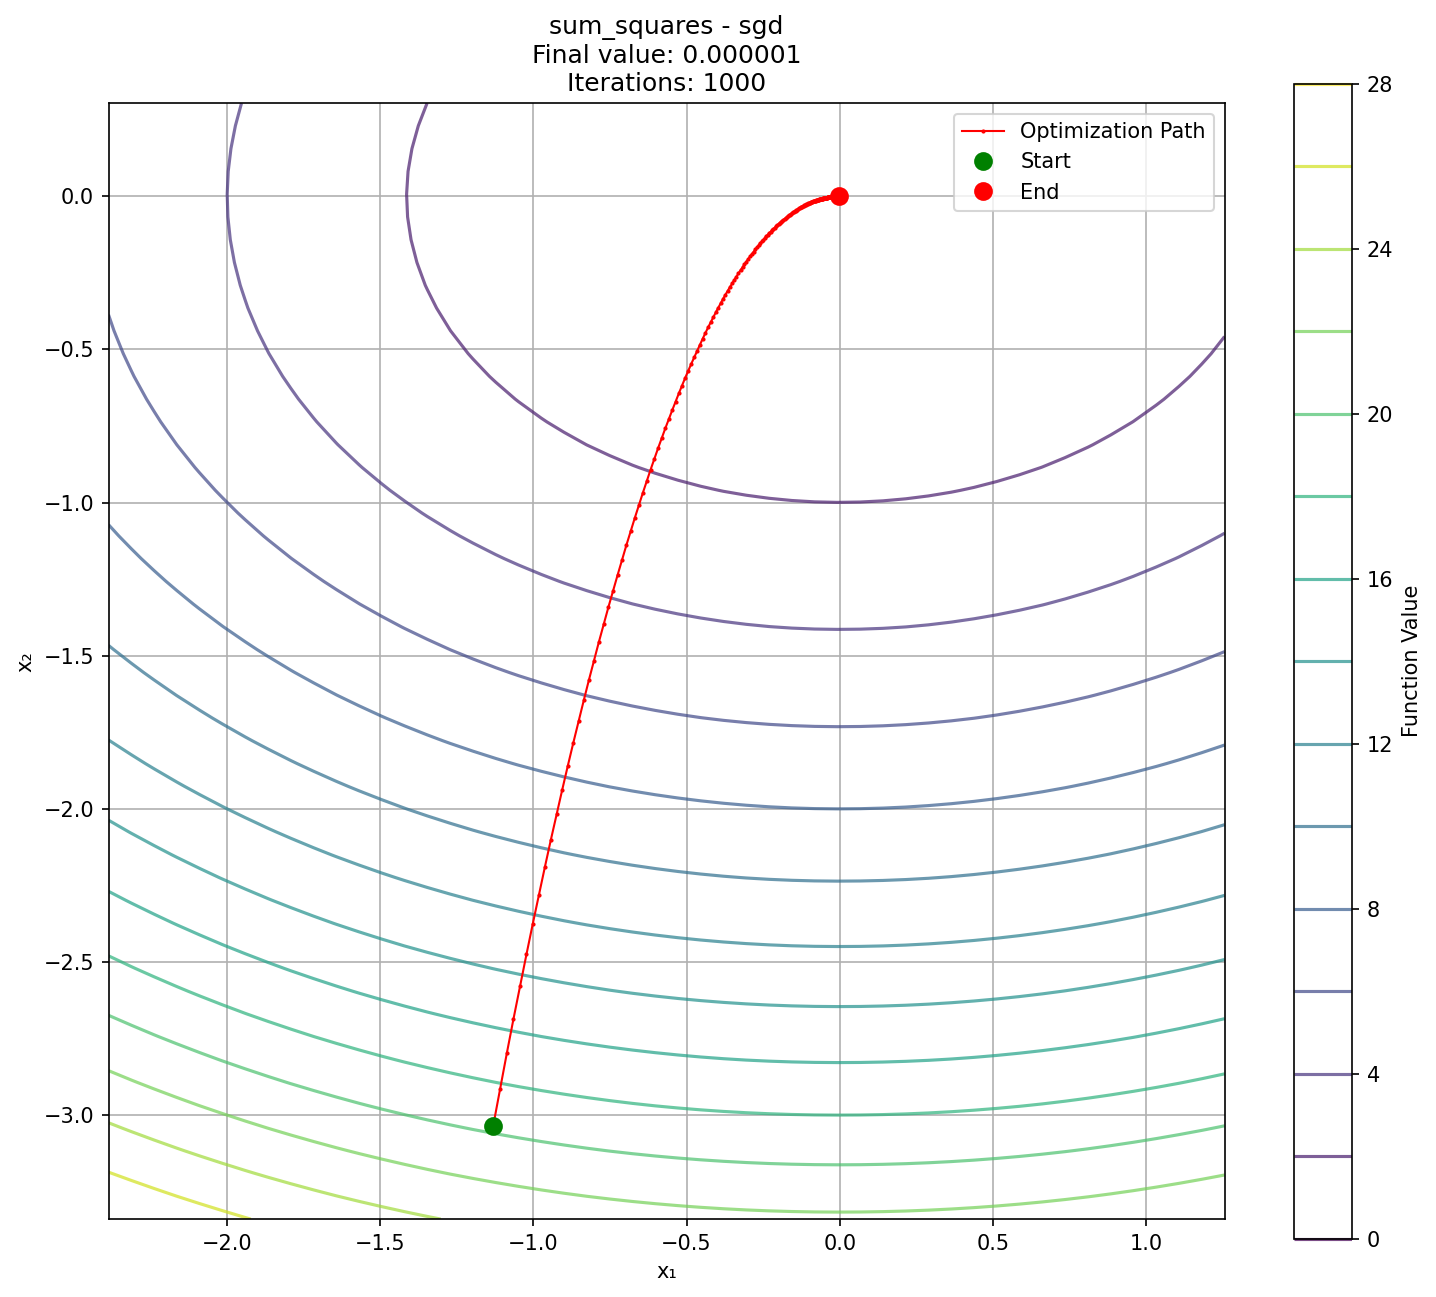 sum_squares - sgd
Final value: 0.000001
Iterations: 1000
Optimization Path
Start
End
0.0
−0.5
−1.0
−1.5
−2.0
−2.5
−3.0
x₂
−2.0
−1.5
−1.0
−0.5
0.0
0.5
1.0
x₁
28
24
20
16
12
8
4
0
Function Value